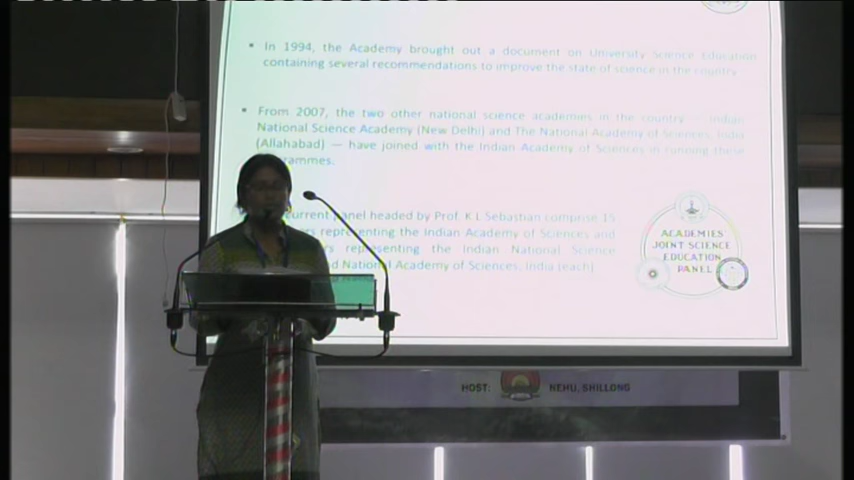 In 1994, the Academy brought out a document on University Science Education
containing several recommendations to improve the state of science in the country.
From 2007, the two other national science academies in the country — Indian
National Science Academy (New Delhi) and The National Academy of Sciences, India
(Allahabad) — have joined with the Indian Academy of Sciences in running these
rammes.
current panel headed by Prof. K L Sebastian comprise 15
rs representing the Indian Academy of Sciences and
rs representing the Indian National Science
nd National Academy of Sciences, India (each)
ACADEMIES'
JOINT SCIENCE
EDUCATION
PANEL
HOST: NEHU, SHILLONG